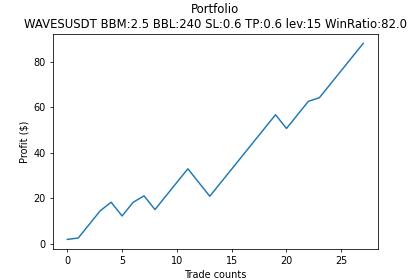 Portfolio
WAVESUSDT BBM:2.5 BBL:240 SL:0.6 TP:0.6 lev:15 WinRatio:82.0
80
60
40
20
0
Profit ($)
0 5 10 15 20 25
Trade counts